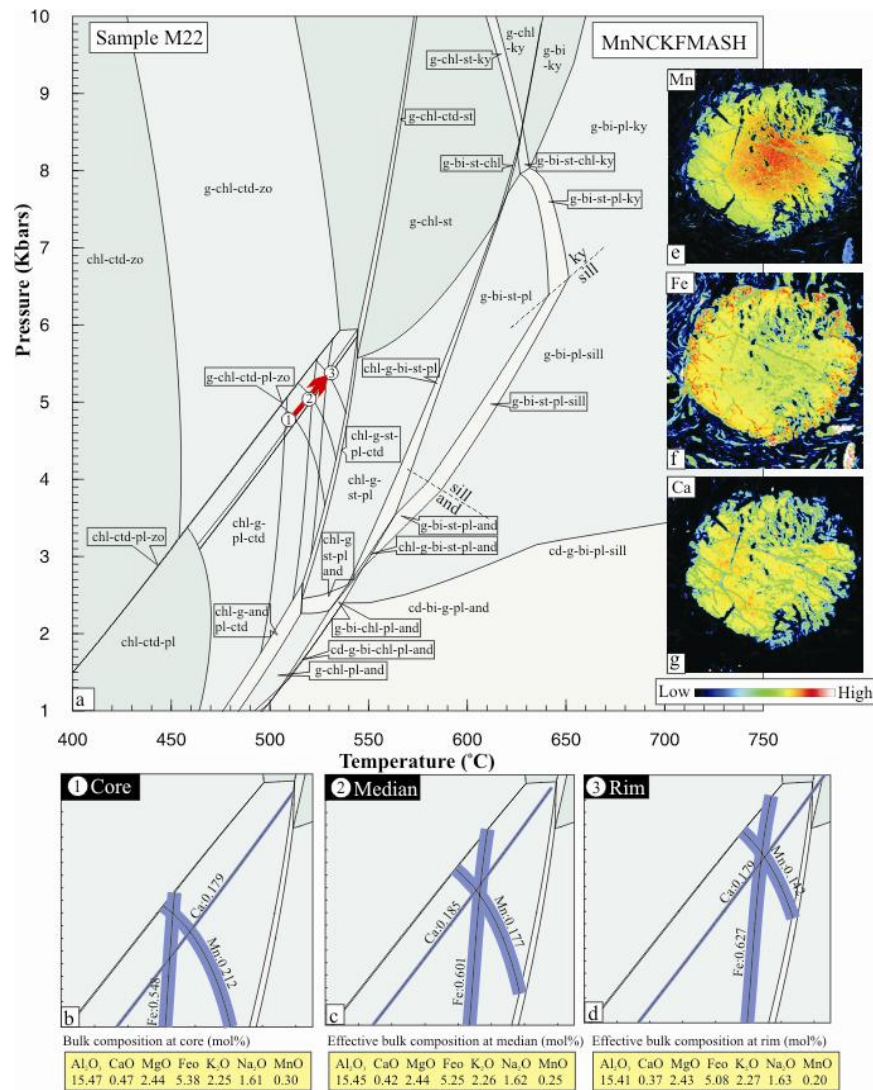 Sample M22
MnNCKFMASH
10
9
8
7
6
5
4
3
2
1
Pressure (Kbars)
400
450
500
550
600
650
700
750
Temperature (°C)
a
g-chl
-ky
g-bi
-ky
g-chl-st-ky
g-chl-ctd-st
g-bi-pl-ky
g-bi-st-chl
g-bi-st-chl-ky
g-bi-st-pl-ky
g-chl-ctd-zo
chl-ctd-zo
g-chl-st
ky
sill
g-bi-st-pl
g-bi-pl-sill
g-chl-ctd-pl-zo
chl-g-bi-st-pl
g-bi-st-pl-sill
1
2
3
chl-g-st-
pl-ctd
chl-g-
st-pl
sill
and
chl-g-
pl-ctd
g-bi-st-pl-and
chl-ctd-pl-zo
chl-g
st-pl
and
chl-g-bi-st-pl-and
cd-g-bi-pl-sill
chl-g-and
pl-ctd
cd-bi-g-pl-and
chl-ctd-pl
g-bi-chl-pl-and
cd-g-bi-chl-pl-and
g-chl-pl-and
Mn
e
Fe
f
Ca
g
Low High
1 Core
Ca:0.179
Mn:0.212
Fe:0.548
b
2 Median
Ca:0.185
Mn:0.177
Fe:0.601
c
3 Rim
Ca:0.179
Mn:0.142
Fe:0.627
d
Bulk composition at core (mol%)
Al₂O₃ CaO MgO Feo K₂O Na₂O MnO
15.47 0.47 2.44 5.38 2.25 1.61 0.30
Effective bulk composition at median (mol%)
Al₂O₃ CaO MgO Feo K₂O Na₂O MnO
15.45 0.42 2.44 5.25 2.26 1.62 0.25
Effective bulk composition at rim (mol%)
Al₂O₃ CaO MgO Feo K₂O Na₂O MnO
15.41 0.37 2.43 5.08 2.27 1.63 0.20